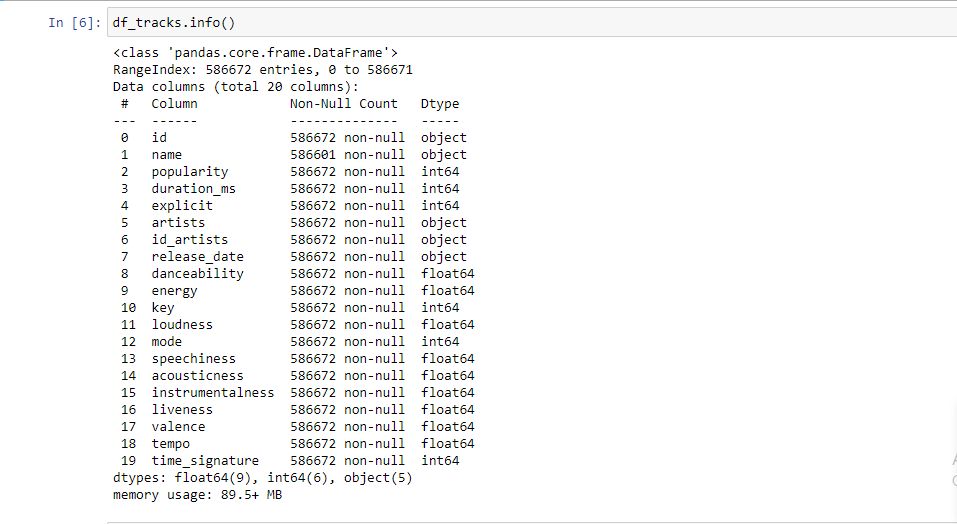 In [6]: df_tracks.info()
<class 'pandas.core.frame.DataFrame'>
RangeIndex: 586672 entries, 0 to 586671
Data columns (total 20 columns):
 #   Column            Non-Null Count   Dtype
---  ------            --------------   -----
 0   id                586672 non-null  object
 1   name              586601 non-null  object
 2   popularity        586672 non-null  int64
 3   duration_ms       586672 non-null  int64
 4   explicit          586672 non-null  int64
 5   artists           586672 non-null  object
 6   id_artists        586672 non-null  object
 7   release_date      586672 non-null  object
 8   danceability      586672 non-null  float64
 9   energy            586672 non-null  float64
 10  key               586672 non-null  int64
 11  loudness          586672 non-null  float64
 12  mode              586672 non-null  int64
 13  speechiness       586672 non-null  float64
 14  acousticness      586672 non-null  float64
 15  instrumentalness  586672 non-null  float64
 16  liveness          586672 non-null  float64
 17  valence           586672 non-null  float64
 18  tempo             586672 non-null  float64
 19  time_signature    586672 non-null  int64
dtypes: float64(9), int64(6), object(5)
memory usage: 89.5+ MB